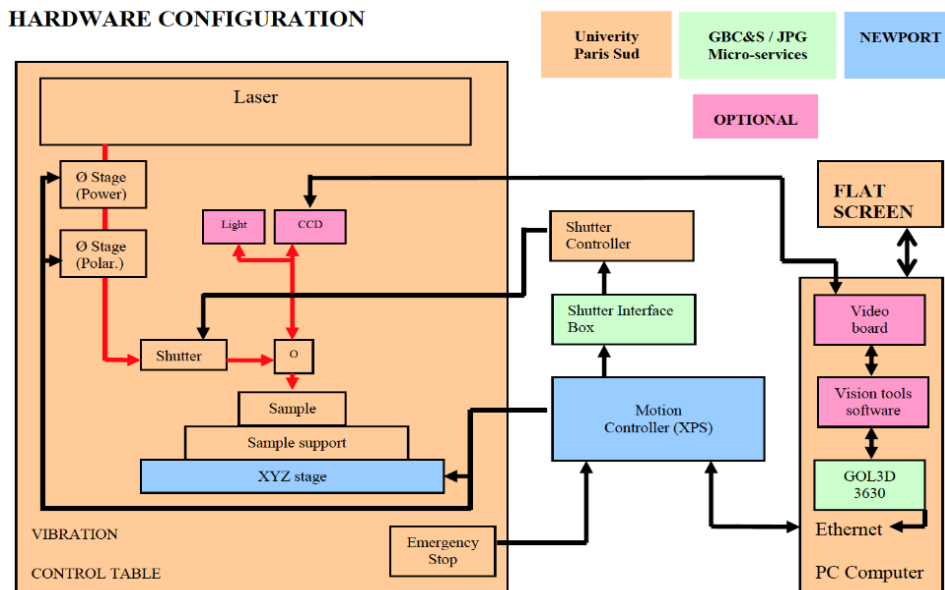 HARDWARE CONFIGURATION
Univerity
Paris Sud
GBC&S / JPG
Micro-services
NEWPORT
OPTIONAL
Laser
Ø Stage
(Power)
Ø Stage
(Polar.)
Light
CCD
Shutter
O
Sample
Sample support
XYZ stage
VIBRATION
CONTROL TABLE
Emergency
Stop
Shutter
Controller
Shutter Interface
Box
Motion
Controller (XPS)
FLAT
SCREEN
Video
board
Vision tools
software
GOL3D
3630
Ethernet
PC Computer